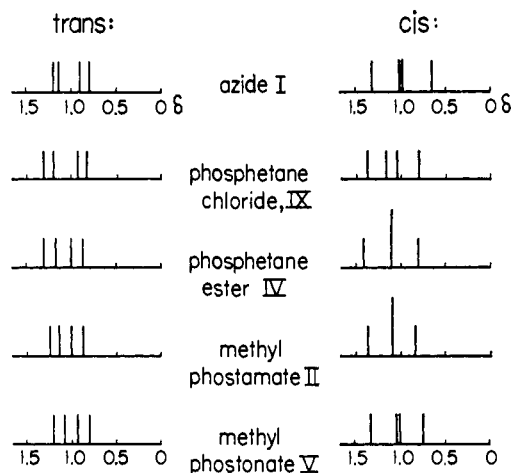 trans:
cis:
azide I
1.5 1.0 0.5 0 δ
1.5 1.0 0.5 0 δ
phosphetane
chloride, IX
phosphetane
ester IV
methyl
phostamate II
methyl
phostonate V
1.5 1.0 0.5 0
1.5 1.0 0.5 0